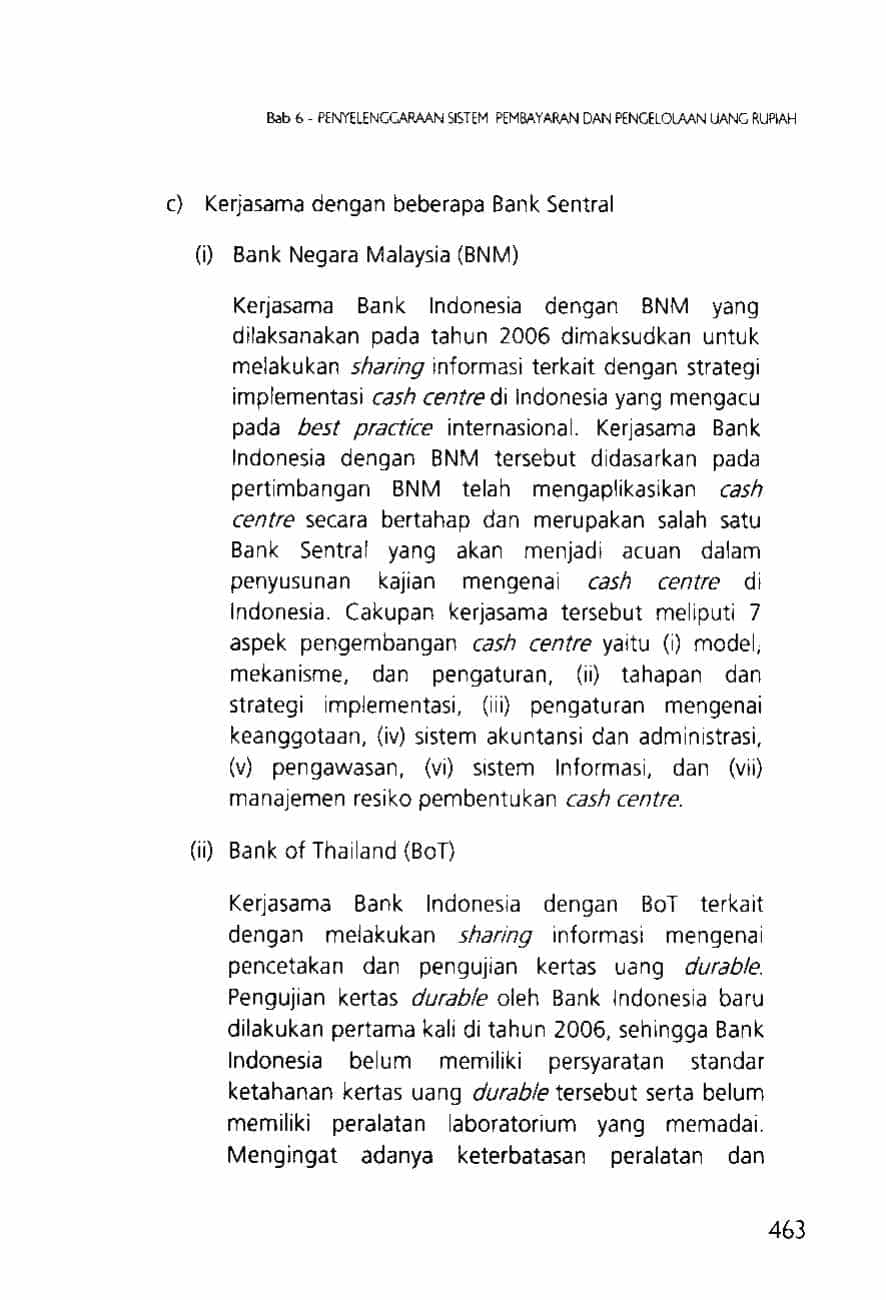 Bab 6 - PENYELENGGARAAN SISTEM PEMBAYARAN DAN PENGELOLAAN UANG RUPIAH
c) Kerjasama dengan beberapa Bank Sentral
(i) Bank Negara Malaysia (BNM)
Kerjasama Bank Indonesia dengan BNM yang
dilaksanakan pada tahun 2006 dimaksudkan untuk
melakukan sharing informasi terkait dengan strategi
implementasi cash centre di Indonesia yang mengacu
pada best practice internasional. Kerjasama Bank
Indonesia dengan BNM tersebut didasarkan pada
pertimbangan BNM telah mengaplikasikan cash
centre secara bertahap dan merupakan salah satu
Bank Sentral yang akan menjadi acuan dalam
penyusunan kajian mengenai cash centre di
Indonesia. Cakupan kerjasama tersebut meliputi 7
aspek pengembangan cash centre yaitu (i) model,
mekanisme, dan pengaturan, (ii) tahapan dan
strategi implementasi, (iii) pengaturan mengenai
keanggotaan, (iv) sistem akuntansi dan administrasi,
(v) pengawasan, (vi) sistem Informasi, dan (vii)
manajemen resiko pembentukan cash centre.
(ii) Bank of Thailand (BoT)
Kerjasama Bank Indonesia dengan BoT terkait
dengan melakukan sharing informasi mengenai
pencetakan dan pengujian kertas uang durable.
Pengujian kertas durable oleh Bank Indonesia baru
dilakukan pertama kali di tahun 2006, sehingga Bank
Indonesia belum memiliki persyaratan standar
ketahanan kertas uang durable tersebut serta belum
memiliki peralatan laboratorium yang memadai.
Mengingat adanya keterbatasan peralatan dan
463